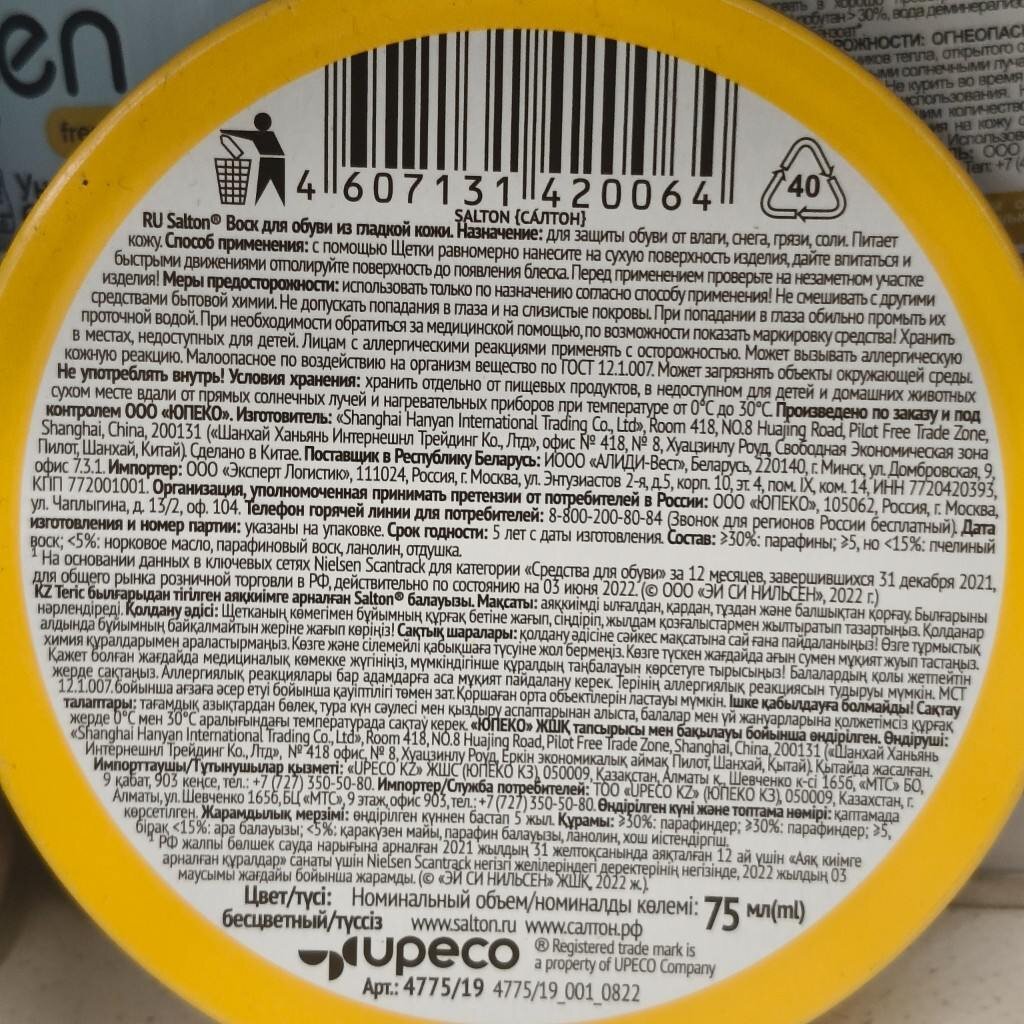 en
fre
4 607131 420064
40
SALTON {САЛТОН}
RU Salton® Воск для обуви из гладкой кожи. Назначение: для защиты обуви от влаги, снега, грязи, соли. Питает
кожу. Способ применения: с помощью Щетки равномерно нанесите на сухую поверхность изделия, дайте впитаться и
быстрыми движениями отполируйте поверхность до появления блеска. Перед применением проверьте на незаметном участке
изделия! Меры предосторожности: использовать только по назначению согласно способу применения! Не смешивать с другими
средствами бытовой химии. Не допускать попадания в глаза и на слизистые покровы. При попадании в глаза обильно промыть их
проточной водой. При необходимости обратиться за медицинской помощью, по возможности показать маркировку средства! Хранить
в местах, недоступных для детей. Лицам с аллергическими реакциями применять с осторожностью. Может вызывать аллергическую
кожную реакцию. Малоопасное по воздействию на организм вещество по ГОСТ 12.1.007. Может загрязнять объекты окружающей среды.
Не употреблять внутрь! Условия хранения: хранить отдельно от пищевых продуктов, в недоступном для детей и домашних животных
сухом месте вдали от прямых солнечных лучей и нагревательных приборов при температуре от 0°С до 30°С. Произведено по заказу и под
контролем ООО «ЮПЕКО». Изготовитель: «Shanghai Hanyan International Trading Co., Ltd», Room 418, NO.8 Huajing Road, Pilot Free Trade Zone,
Shanghai, China, 200131 («Шанхай Ханьянь Интернешнл Трейдинг Ко., Лтд», офис № 418, № 8, Хуацзинлу Роуд, Свободная Экономическая зона
Пилот, Шанхай, Китай). Сделано в Китае. Поставщик в Республику Беларусь: ИООО «АЛИДИ-Вест», Беларусь, 220140, г. Минск, ул. Домбровская, 9,
офис 7.3.1. Импортер: ООО «Эксперт Логистик», 111024, Россия, г. Москва, ул. Энтузиастов 2-я, д.5, корп. 10, эт. 4, пом. IX, ком. 14, ИНН 7720420393,
КПП 772001001. Организация, уполномоченная принимать претензии от потребителей в России: ООО «ЮПЕКО», 105062, Россия, г. Москва,
ул. Чаплыгина, д. 13/2, оф. 104. Телефон горячей линии для потребителей: 8-800-200-80-84 (Звонок для регионов России бесплатный). Дата
изготовления и номер партии: указаны на упаковке. Срок годности: 5 лет с даты изготовления. Состав: ≥30%: парафины; ≥5, но <15%: пчелиный
воск; <5%: норковое масло, парафиновый воск, ланолин, отдушка.
¹ На основании данных в ключевых сетях Nielsen Scantrack для категории «Средства для обуви» за 12 месяцев, завершившихся 31 декабря 2021,
для общего рынка розничной торговли в РФ, действительно по состоянию на 03 июня 2022. (© ООО «ЭЙ СИ НИЛЬСЕН», 2022 г.)
KZ Теріс былғарыдан тігілген аяқкиімге арналған Salton® балауызы. Мақсаты: аяқкиімді ылғалдан, қардан, тұздан және балшықтан қорғау. Былғарыны
нәрлендіреді. Қолдану әдісі: Щетканың көмегімен бұйымның құрғақ бетіне жағып, сіңдіріп, жылдам қозғалыстармен жылтыратып тазартыңыз. Қолданар
алдында бұйымның байқалмайтын жеріне жағып көріңіз! Сақтық шаралары: қолдану әдісіне сәйкес мақсатына сай ғана пайдаланыңыз! Өзге тұрмыстық
химия құралдарымен араластырмаңыз. Көзге және сілемейлі қабықшаға түсуіне жол бермеңіз. Көзге түскен жағдайда ағын сумен мұқият жуып тастаңыз.
Қажет болған жағдайда медициналық көмекке жүгініңіз, мүмкіндігінше құралдың таңбалауын көрсетуге тырысыңыз! Балалардың қолы жетпейтін
жерде сақтаңыз. Аллергиялық реакциялары бар адамдарға аса мұқият пайдалану керек. Терінің аллергиялық реакциясын тудыруы мүмкін. МСТ
12.1.007. бойынша ағзаға әсер етуі бойынша қауіптілігі төмен зат. Қоршаған орта объектілерін ластауы мүмкін. Ішке қабылдауға болмайды! Сақтау
талаптары: тағамдық азықтардан бөлек, тура күн сәулесі мен қыздыру аспаптарынан алыста, балалар мен үй жануарларына қолжетімсіз құрғақ
жерде 0°С мен 30°С аралығындағы температурада сақтау керек. «ЮПЕКО» ЖШҚ тапсырысы мен бақылауы бойынша өндірілген. Өндіруші:
«Shanghai Hanyan International Trading Co., Ltd», Room 418, NO.8 Huajing Road, Pilot Free Trade Zone, Shanghai, China, 200131 («Шанхай Ханьянь
Интернешнл Трейдинг Ко., Лтд», № 418 офис, № 8, Хуацзинлу Роуд, Еркін экономикалық аймақ Пилот, Шанхай, Қытай). Қытайда жасалған.
Импорттаушы/Тұтынушылар қызметі: «UPECO KZ» ЖШС (ЮПЕКО КЗ), 050009, Қазақстан, Алматы қ., Шевченко к-сі 165б, «МТС» БО,
9 қабат, 903 кеңсе, тел.: +7 (727) 350-50-80. Импортер/Служба потребителей: ТОО «UPECO KZ» (ЮПЕКО КЗ), 050009, Казахстан, г.
Алматы, ул. Шевченко 165б, БЦ «МТС», 9 этаж, офис 903, тел.: +7 (727) 350-50-80. Өндірілген күні және топтама нөмірі: қаптамада
көрсетілген. Жарамдылық мерзімі: өндірілген күннен бастап 5 жыл. Құрамы: ≥30%: парафиндер; ≥30%: парафиндер; ≥5,
бірақ <15%: ара балауызы; <5%: қаракүзен майы, парафин балауызы, ланолин, хош иістендіргіш.
¹ РФ жалпы бөлшек сауда нарығына арналған 2021 жылдың 31 желтоқсанында аяқталған 12 ай үшін «Аяқ киімге
арналған құралдар» санаты үшін Nielsen Scantrack негізгі желілеріндегі деректерінің негізінде, 2022 жылдың 03
маусымы жағдайы бойынша жарамды. (© «ЭЙ СИ НИЛЬСЕН» ЖШҚ, 2022 ж.).
Цвет/түсі: Номинальный объем/номиналды көлемі: 75 мл(ml)
бесцветный/түссіз www.salton.ru www.салтон.рф
upeco ® Registered trade mark is
a property of UPECO Company
Арт.: 4775/19 4775/19_001_0822